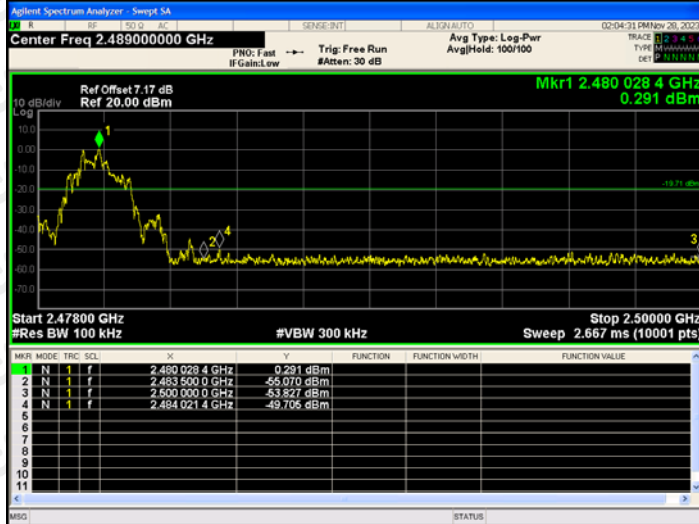 Agilent Spectrum Analyzer - Swept SA
R RF 50 Ω AC SENSE:INT ALIGNAUTO 02:04:31 PM Nov 28, 2023
Center Freq 2.489000000 GHz
PNO: Fast
IFGain:Low
Trig: Free Run
#Atten: 30 dB
Avg Type: Log-Pwr
Avg|Hold: 100/100
TRACE 1 2 3 4 5
TYPE M
DET P N N N N
Mkr1 2.480 028 4 GHz
0.291 dBm
Ref Offset 7.17 dB
10 dB/div Ref 20.00 dBm
Log
10.0
0.00
-10.0
-20.0
-30.0
-40.0
-50.0
-60.0
-70.0
1
2
4
3
-19.71 dBm
Start 2.47800 GHz Stop 2.50000 GHz
#Res BW 100 kHz #VBW 300 kHz Sweep 2.667 ms (10001 pts)
MKR MODE TRC SCL X Y FUNCTION FUNCTION WIDTH FUNCTION VALUE
1 N 1 f 2.480 028 4 GHz 0.291 dBm
2 N 1 f 2.483 500 0 GHz -55.070 dBm
3 N 1 f 2.500 000 0 GHz -53.827 dBm
4 N 1 f 2.484 021 4 GHz -49.705 dBm
5
6
7
8
9
10
11
MSG STATUS